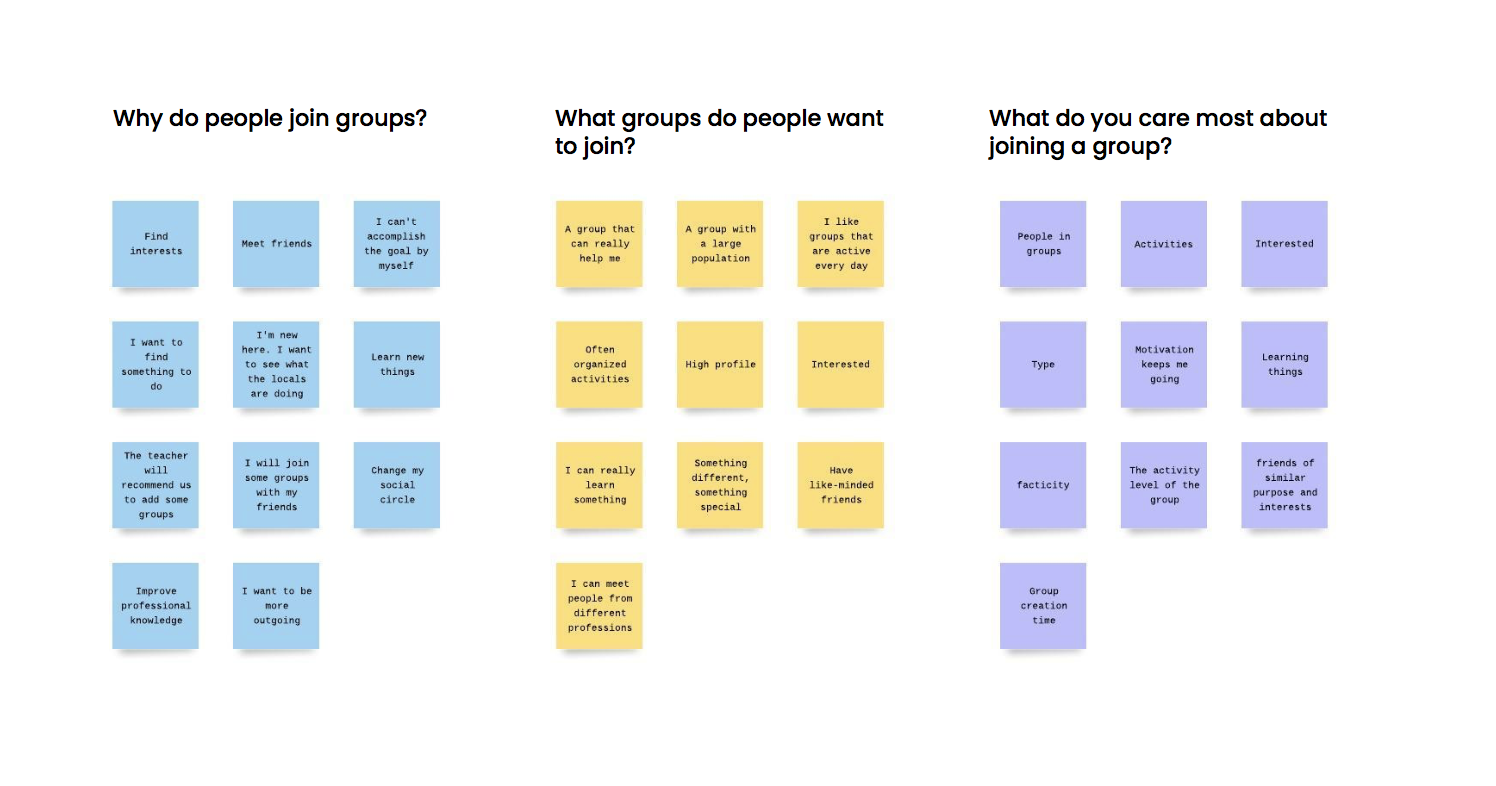 Why do people join groups?
Find
interests
Meet friends
I can't
accomplish
the goal by
myself
I want to
find
something to
do
I'm new
here. I want
to see what
the locals
are doing
Learn new
things
The teacher
will
recommend us
to add some
groups
I will join
some groups
with my
friends
Change my
social
circle
Improve
professional
knowledge
I want to be
more
outgoing
What groups do people want
to join?
A group that
can really
help me
A group with
a large
population
I like
groups that
are active
every day
Often
organized
activities
High profile
Interested
I can really
learn
something
Something
different,
something
special
Have
like-minded
friends
I can meet
people from
different
professions
What do you care most about
joining a group?
People in
groups
Activities
Interested
Type
Motivation
keeps me
going
Learning
things
facticity
The activity
level of the
group
friends of
similar
purpose and
interests
Group
creation
time